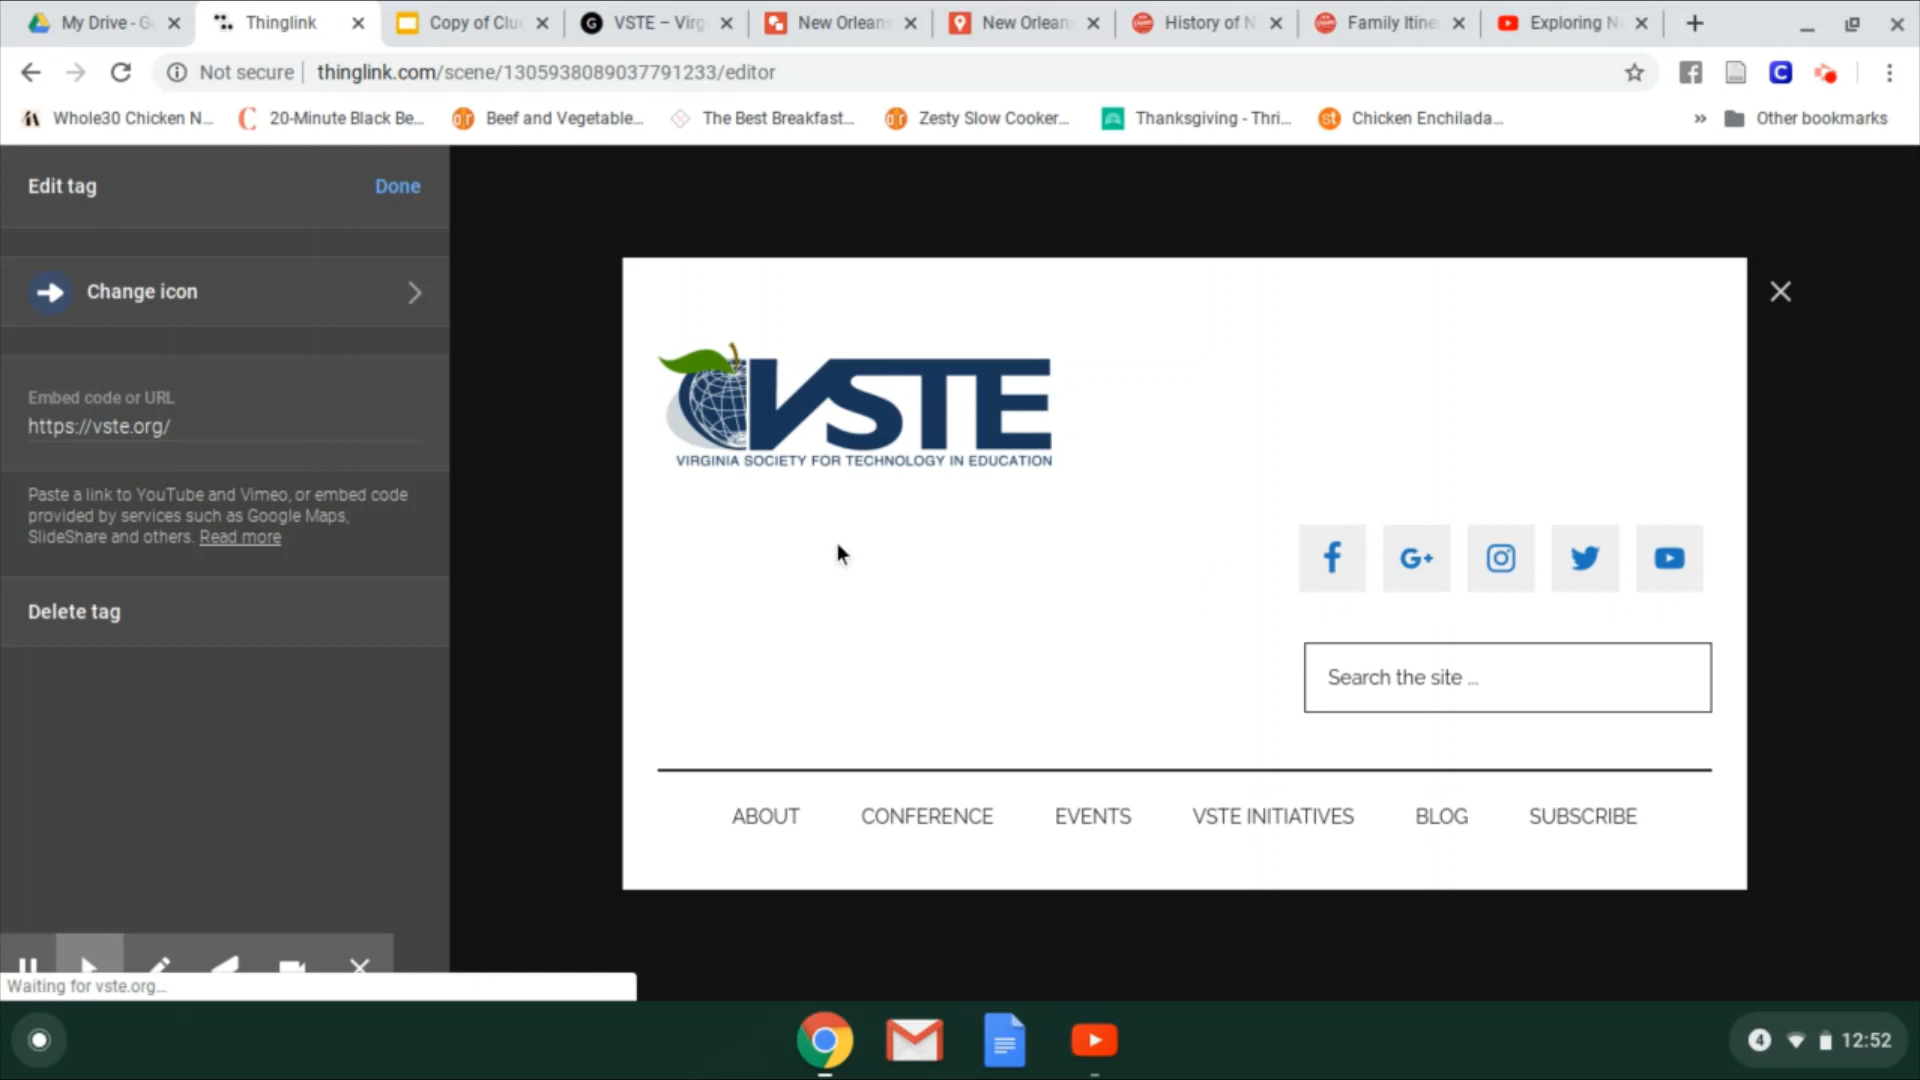 My Drive - G
Thinglink
Copy of Clu
VSTE – Virg
New Orlean
New Orlean
History of N
Family Itine
Exploring N
Not secure
thinglink.com/scene/1305938089037791233/editor
Whole30 Chicken N...
20-Minute Black Be...
Beef and Vegetable...
The Best Breakfast...
Zesty Slow Cooker...
Thanksgiving - Thri...
Chicken Enchilada...
Other bookmarks
Edit tag
Done
Change icon
Embed code or URL
https://vste.org/
Paste a link to YouTube and Vimeo, or embed code
provided by services such as Google Maps,
SlideShare and others. Read more
Delete tag
VSTE
VIRGINIA SOCIETY FOR TECHNOLOGY IN EDUCATION
G+
Search the site ...
ABOUT
CONFERENCE
EVENTS
VSTE INITIATIVES
BLOG
SUBSCRIBE
Waiting for vste.org...
4
12:52